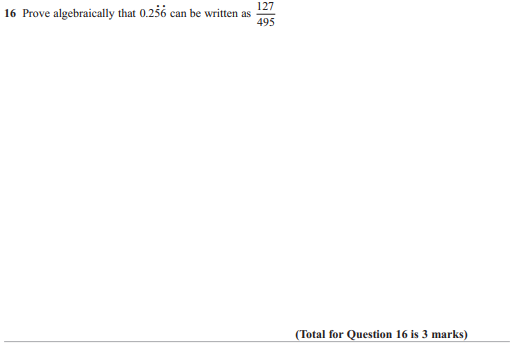 16 Prove algebraically that 0.25̇6̇ can be written as 127/495
(Total for Question 16 is 3 marks)